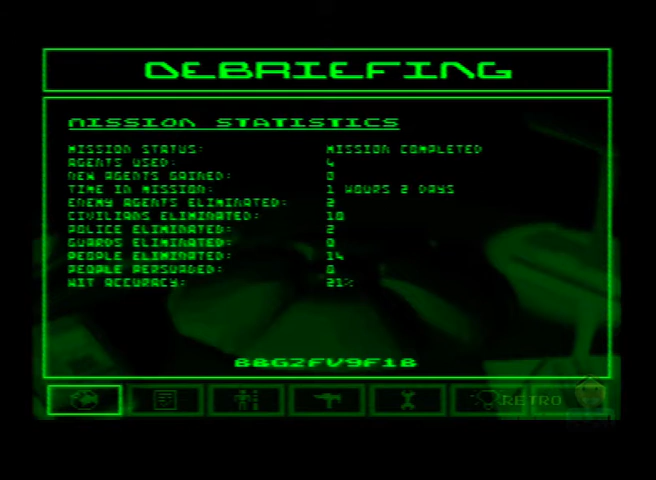 DEBRIEFING
MISSION STATISTICS
MISSION STATUS: MISSION COMPLETED
AGENTS USED: 4
NEW AGENTS GAINED: 0
TIME IN MISSION: 1 HOURS 2 DAYS
ENEMY AGENTS ELIMINATED: 2
CIVILIANS ELIMINATED: 10
POLICE ELIMINATED: 2
GUARDS ELIMINATED: 0
PEOPLE ELIMINATED: 14
PEOPLE PERSUADED: 0
HIT ACCURACY: 21%
RETRO